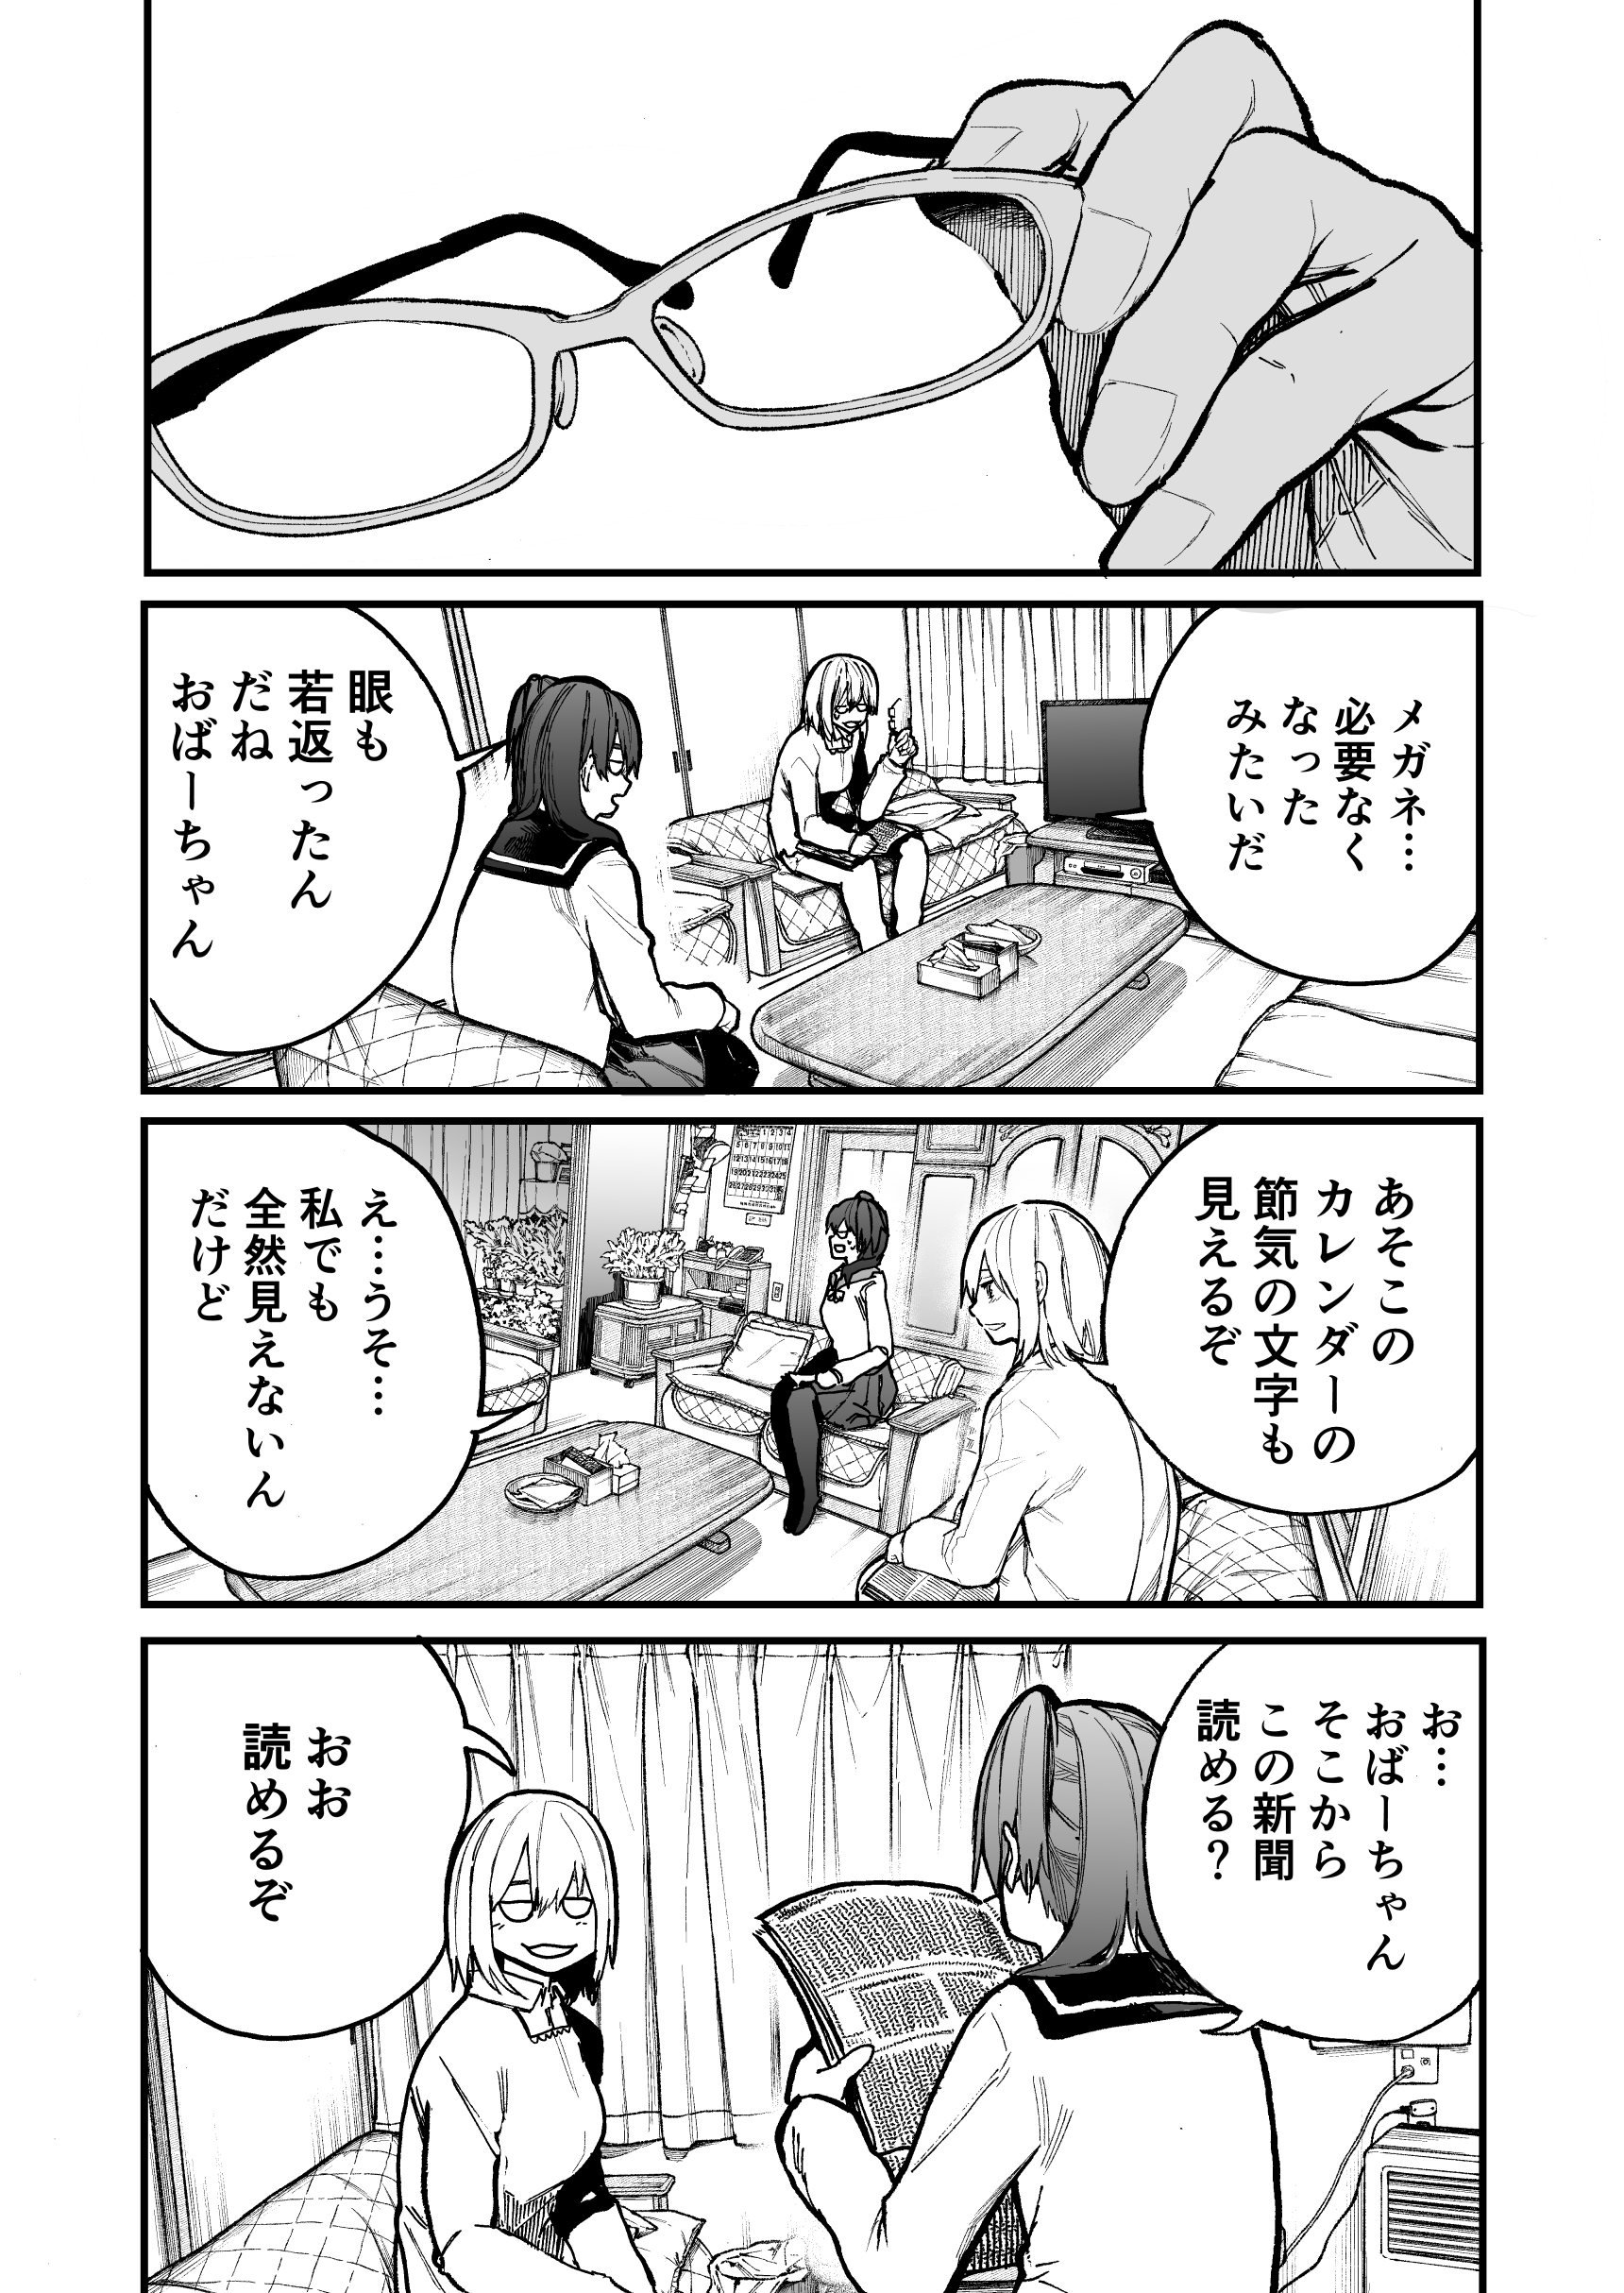 メガネ…
必要なく
なった
みたいだ
眼も
若返ったん
だね
おばーちゃん
あそこの
カレンダーの
節気の文字も
見えるぞ
え…うそ…
私でも
全然見えないん
だけど
お…
おばーちゃん
そこから
この新聞
読める?
おお
読めるぞ